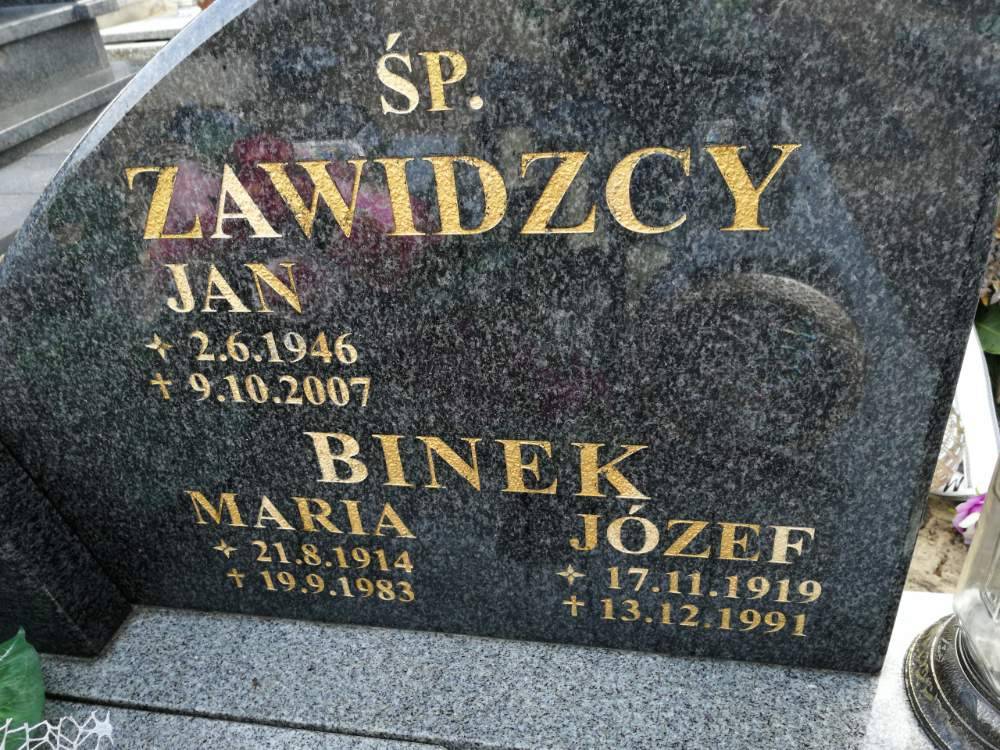 ŚP.
ZAWIDZCY
JAN
✧ 2.6.1946
✝ 9.10.2007
BINEK
MARIA
✧ 21.8.1914
✝ 19.9.1983
JÓZEF
✧ 17.11.1919
✝ 13.12.1991